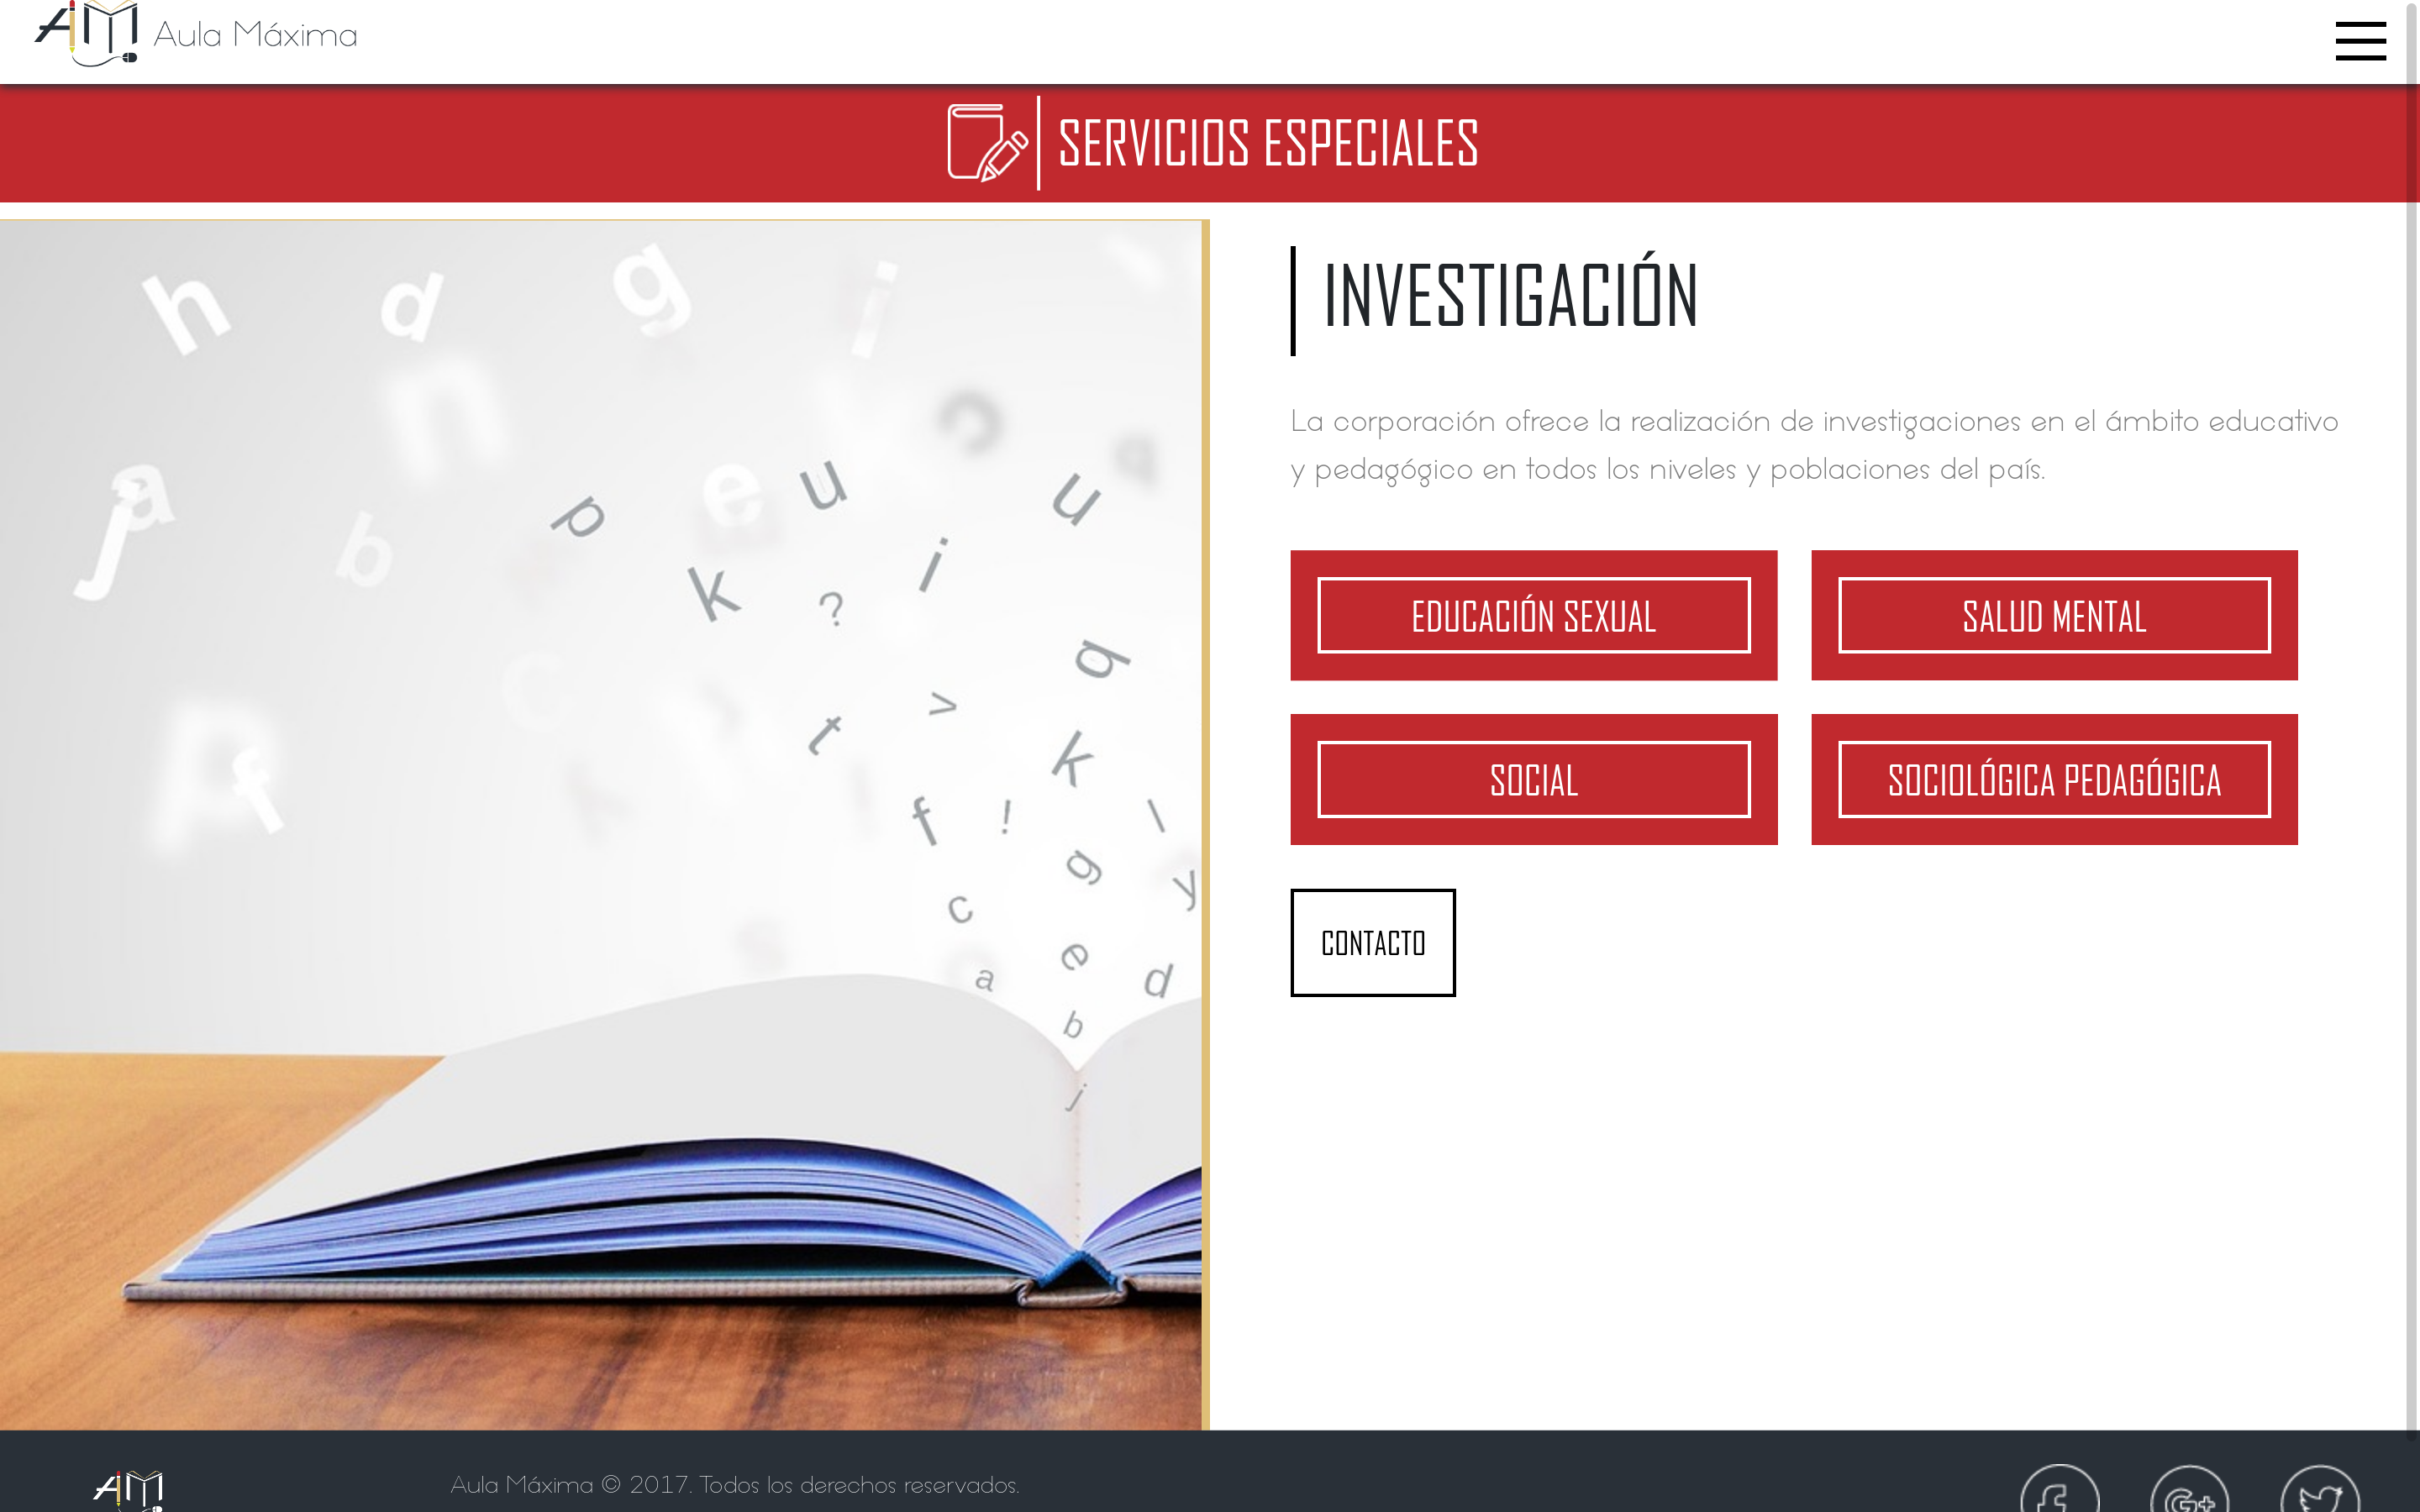 AM Aula Máxima
SERVICIOS ESPECIALES
INVESTIGACIÓN
La corporación ofrece la realización de investigaciones en el ámbito educativo
y pedagógico en todos los niveles y poblaciones del país.
EDUCACIÓN SEXUAL
SALUD MENTAL
SOCIAL
SOCIOLÓGICA PEDAGÓGICA
CONTACTO
AM
Aula Máxima © 2017. Todos los derechos reservados.
G+